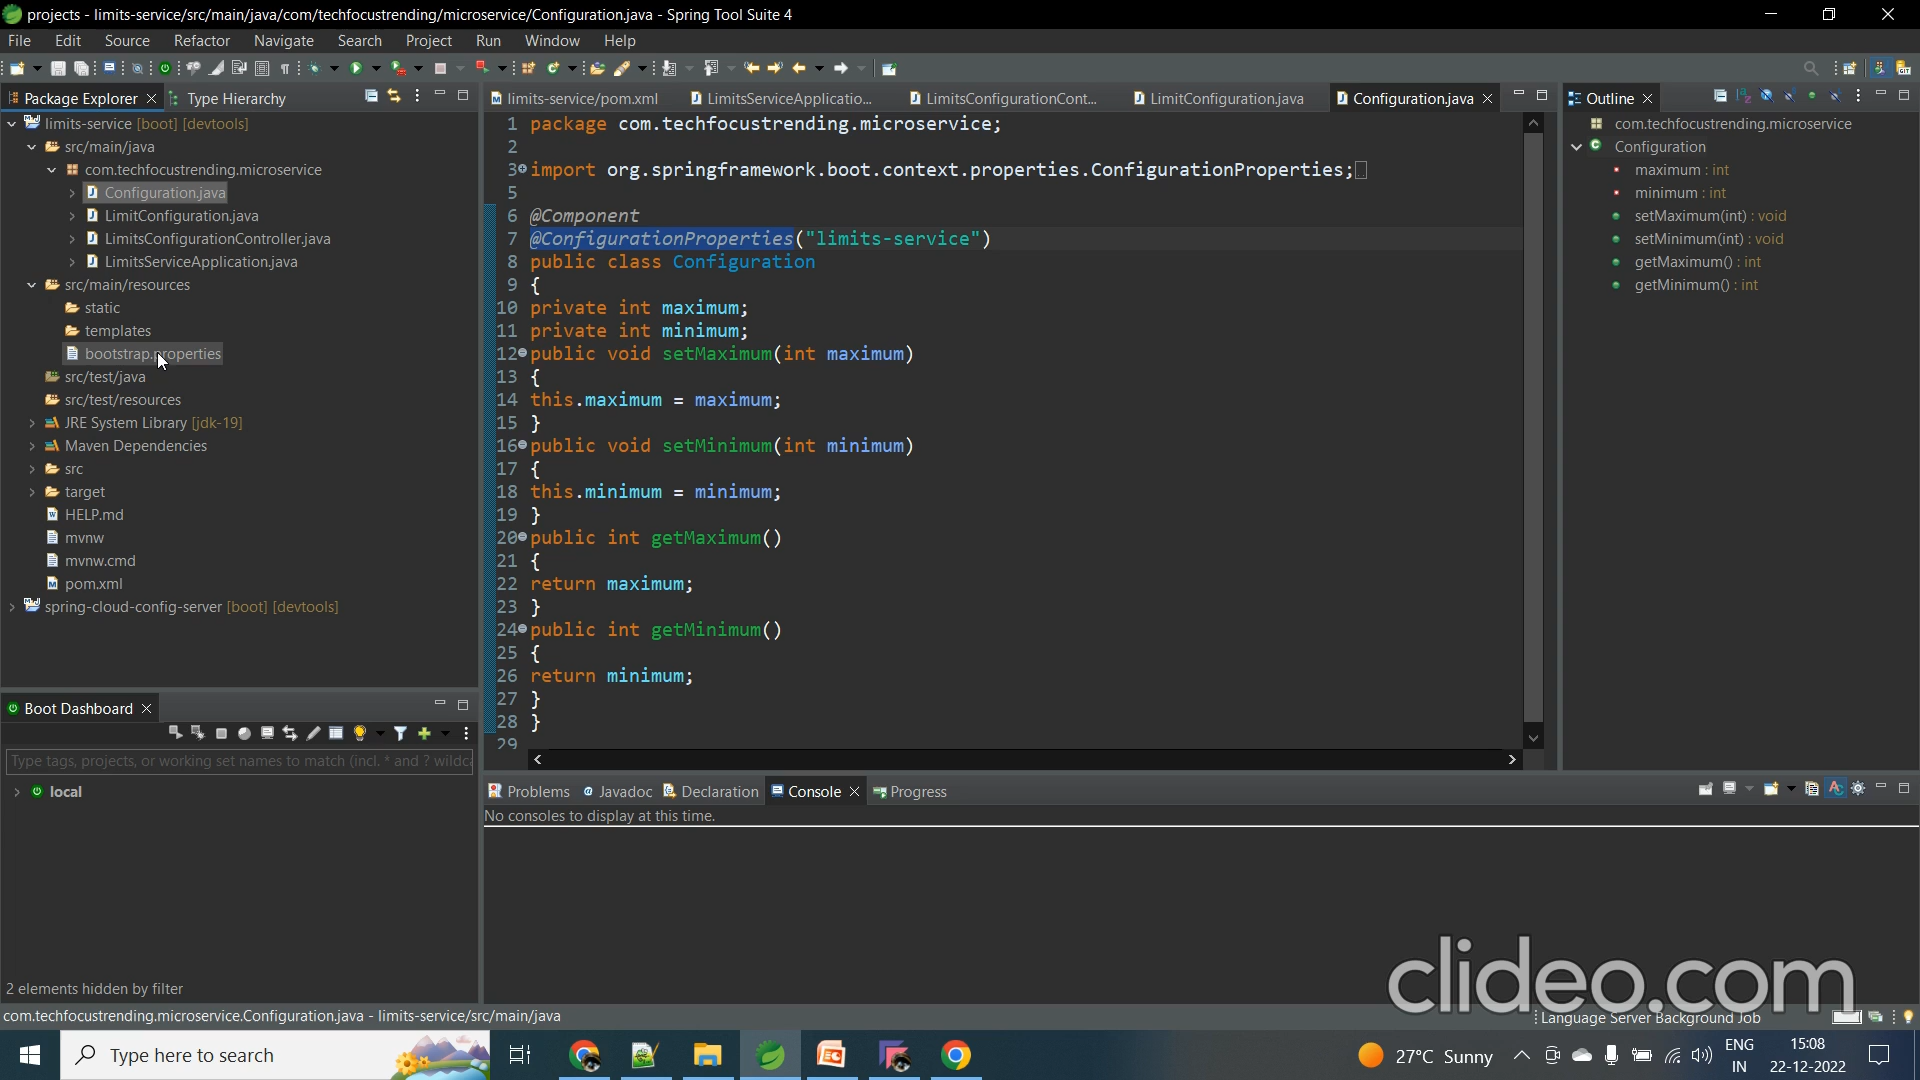 projects - limits-service/src/main/java/com/techfocustrending/microservice/Configuration.java - Spring Tool Suite 4
File Edit Source Refactor Navigate Search Project Run Window Help
Package Explorer
Type Hierarchy
limits-service [boot] [devtools]
src/main/java
com.techfocustrending.microservice
Configuration.java
LimitConfiguration.java
LimitsConfigurationController.java
LimitsServiceApplication.java
src/main/resources
static
templates
bootstrap.properties
src/test/java
src/test/resources
JRE System Library [jdk-19]
Maven Dependencies
src
target
HELP.md
mvnw
mvnw.cmd
pom.xml
spring-cloud-config-server [boot] [devtools]
Boot Dashboard
Type tags, projects, or working set names to match (incl. * and ? wildca
local
2 elements hidden by filter
limits-service/pom.xml
LimitsServiceApplicatio...
LimitsConfigurationCont...
LimitConfiguration.java
Configuration.java
1 package com.techfocustrending.microservice;
2
3 import org.springframework.boot.context.properties.ConfigurationProperties;
5
6 @Component
7 @ConfigurationProperties("limits-service")
8 public class Configuration
9 {
10 private int maximum;
11 private int minimum;
12 public void setMaximum(int maximum)
13 {
14 this.maximum = maximum;
15 }
16 public void setMinimum(int minimum)
17 {
18 this.minimum = minimum;
19 }
20 public int getMaximum()
21 {
22 return maximum;
23 }
24 public int getMinimum()
25 {
26 return minimum;
27 }
28 }
29
Outline
com.techfocustrending.microservice
Configuration
maximum : int
minimum : int
setMaximum(int) : void
setMinimum(int) : void
getMaximum() : int
getMinimum() : int
Problems
Javadoc
Declaration
Console
Progress
No consoles to display at this time.
clideo.com
com.techfocustrending.microservice.Configuration.java - limits-service/src/main/java
Language Server Background Job
Type here to search
27°C Sunny
ENG
IN
15:08
22-12-2022